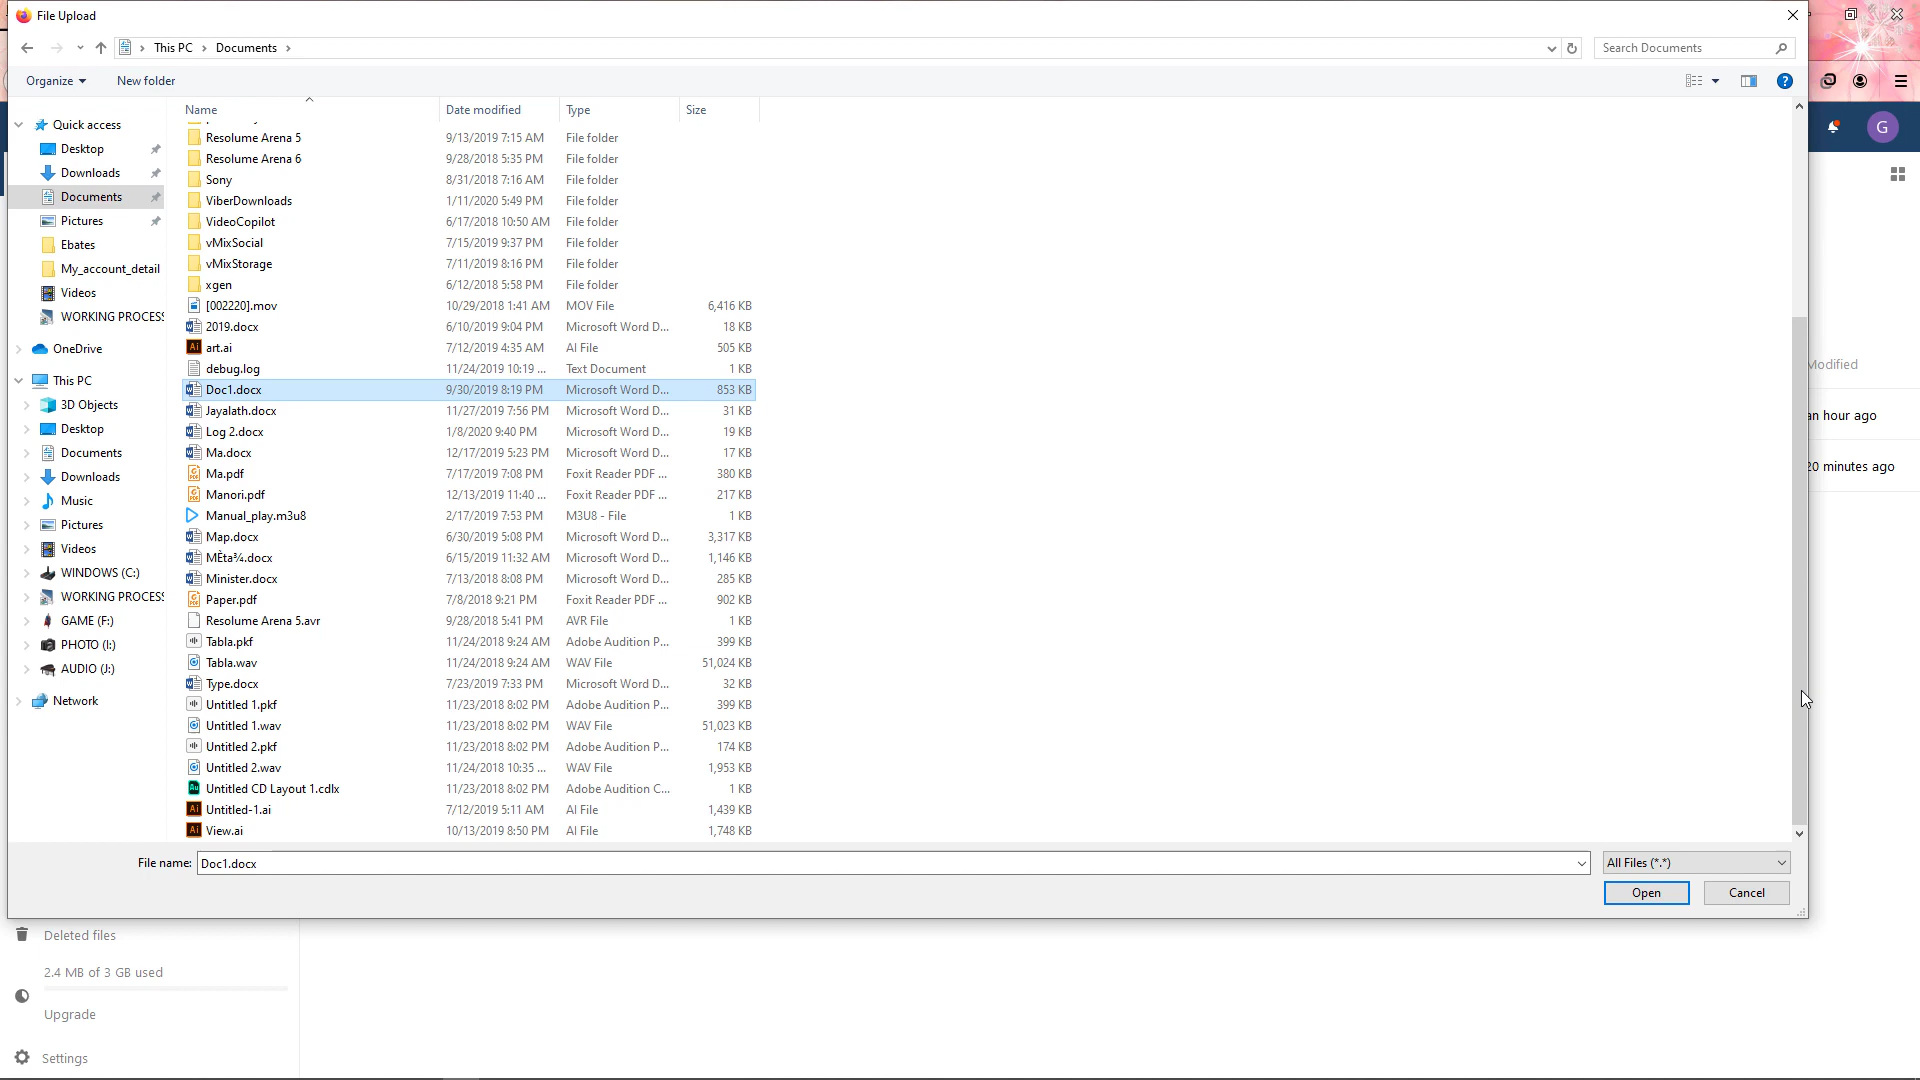 File Upload
This PC > Documents >
Search Documents
Organize
New folder
Name Date modified Type Size
Quick access
Desktop
Downloads
Documents
Pictures
Ebates
My_account_detail
Videos
WORKING PROCESS
OneDrive
This PC
3D Objects
Desktop
Documents
Downloads
Music
Pictures
Videos
WINDOWS (C:)
WORKING PROCESS
GAME (F:)
PHOTO (I:)
AUDIO (J:)
Network
Resolume Arena 5 9/13/2019 7:15 AM File folder
Resolume Arena 6 9/28/2018 5:35 PM File folder
Sony 8/31/2018 7:16 AM File folder
ViberDownloads 1/11/2020 5:49 PM File folder
VideoCopilot 6/17/2018 10:50 AM File folder
vMixSocial 7/15/2019 9:37 PM File folder
vMixStorage 7/11/2019 8:16 PM File folder
xgen 6/12/2018 5:58 PM File folder
[002220].mov 10/29/2018 1:41 AM MOV File 6,416 KB
2019.docx 6/10/2019 9:04 PM Microsoft Word D... 18 KB
art.ai 7/12/2019 4:35 AM AI File 505 KB
debug.log 11/24/2019 10:19 ... Text Document 1 KB
Doc1.docx 9/30/2019 8:19 PM Microsoft Word D... 853 KB
Jayalath.docx 11/27/2019 7:56 PM Microsoft Word D... 31 KB
Log 2.docx 1/8/2020 9:40 PM Microsoft Word D... 19 KB
Ma.docx 12/17/2019 5:23 PM Microsoft Word D... 17 KB
Ma.pdf 7/17/2019 7:08 PM Foxit Reader PDF ... 380 KB
Manori.pdf 12/13/2019 11:40 ... Foxit Reader PDF ... 217 KB
Manual_play.m3u8 2/17/2019 7:53 PM M3U8 - File 1 KB
Map.docx 6/30/2019 5:08 PM Microsoft Word D... 3,317 KB
MÈta¾.docx 6/15/2019 11:32 AM Microsoft Word D... 1,146 KB
Minister.docx 7/13/2018 8:08 PM Microsoft Word D... 285 KB
Paper.pdf 7/8/2018 9:21 PM Foxit Reader PDF ... 902 KB
Resolume Arena 5.avr 9/28/2018 5:41 PM AVR File 1 KB
Tabla.pkf 11/24/2018 9:24 AM Adobe Audition P... 399 KB
Tabla.wav 11/24/2018 9:24 AM WAV File 51,024 KB
Type.docx 7/23/2019 7:33 PM Microsoft Word D... 32 KB
Untitled 1.pkf 11/23/2018 8:02 PM Adobe Audition P... 399 KB
Untitled 1.wav 11/23/2018 8:02 PM WAV File 51,023 KB
Untitled 2.pkf 11/23/2018 8:02 PM Adobe Audition P... 174 KB
Untitled 2.wav 11/24/2018 10:35 ... WAV File 1,953 KB
Untitled CD Layout 1.cdlx 11/23/2018 8:02 PM Adobe Audition C... 1 KB
Untitled-1.ai 7/12/2019 5:11 AM AI File 1,439 KB
View.ai 10/13/2019 8:50 PM AI File 1,748 KB
File name: Doc1.docx
All Files (*.*)
Open
Cancel
G
Modified
an hour ago
20 minutes ago
Deleted files
2.4 MB of 3 GB used
Upgrade
Settings